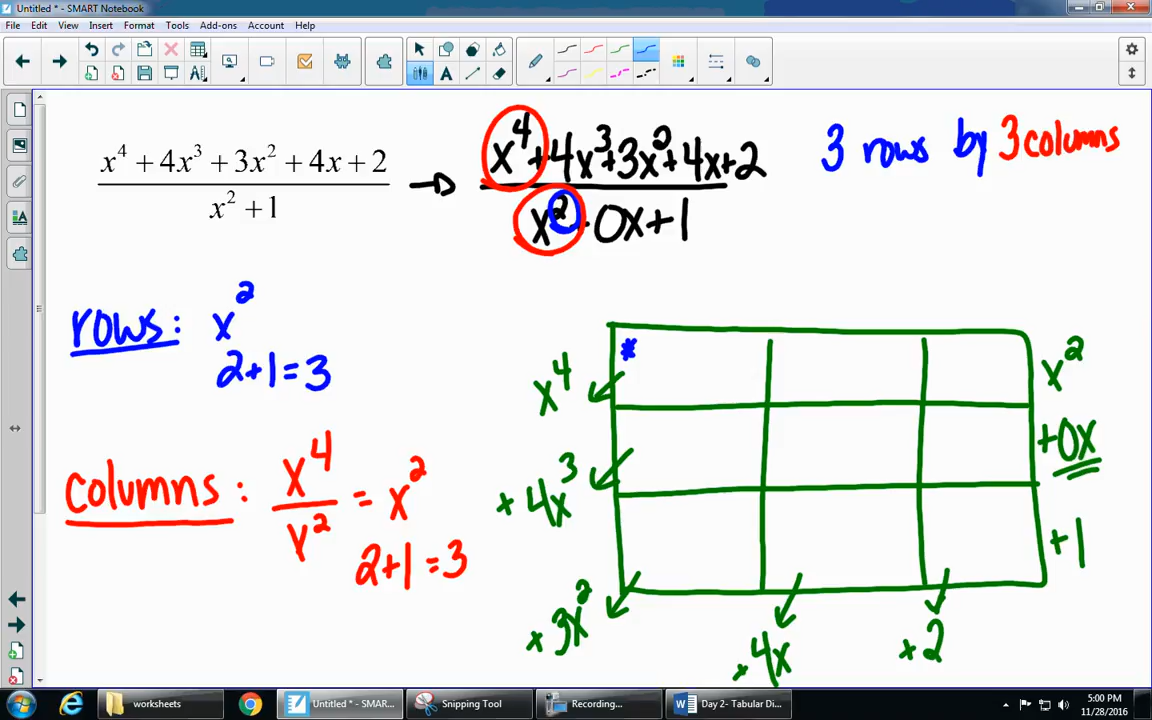 Untitled * - SMART Notebook
File Edit View Insert Format Tools Add-ons Account Help
x⁴ + 4x³ + 3x² + 4x + 2
x² + 1
x⁴+4x³+3x²+4x+2
x² · 0x+1
3 rows by 3 columns
rows: x²
2+1=3
columns: x⁴ = x²
x²
2+1=3
*
x⁴
x²
+0x
+ 4x³
+1
+ 3x²
+ 4x
+ 2
worksheets
Untitled * - SMAR...
Snipping Tool
Recording...
Day 2- Tabular Di...
5:00 PM
11/28/2016